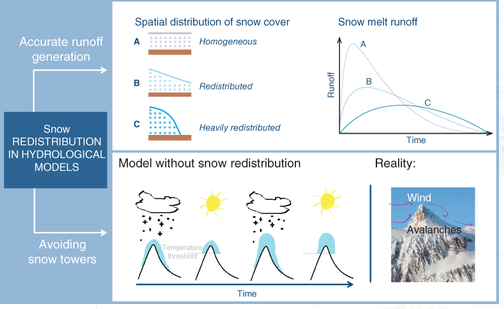 Accurate runoff
generation
Snow
REDISTRIBUTION
IN HYDROLOGICAL
MODELS
Avoiding
snow towers
Spatial distribution of snow cover
A Homogeneous
B Redistributed
C Heavily redistributed
Snow melt runoff
Runoff
A
B
C
Time
Model without snow redistribution
Temperature
threshold
Time
Reality:
Wind
Avalanches